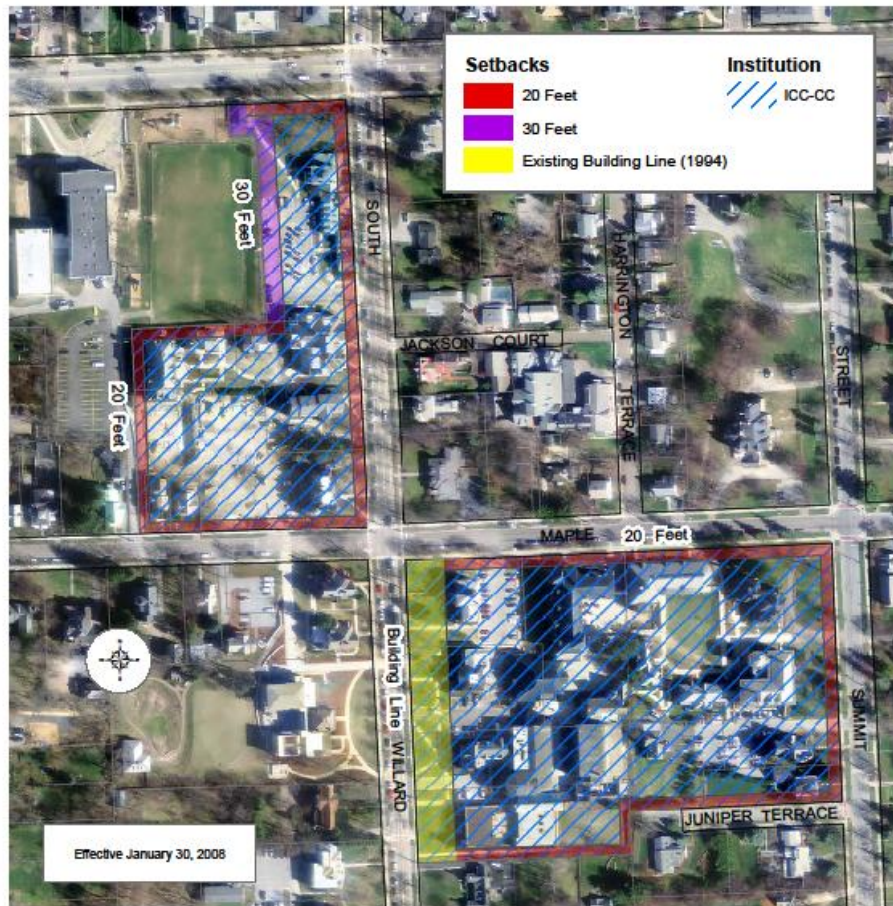 Setbacks
Institution
20 Feet
ICC-CC
30 Feet
Existing Building Line (1994)
30 Feet
SOUTH
HARRINGTON
TERRACE
JACKSON COURT
STREET
20 Feet
MAPLE
20 Feet
Building Line
WILLARD
SUMMIT
JUNIPER TERRACE
Effective January 30, 2008